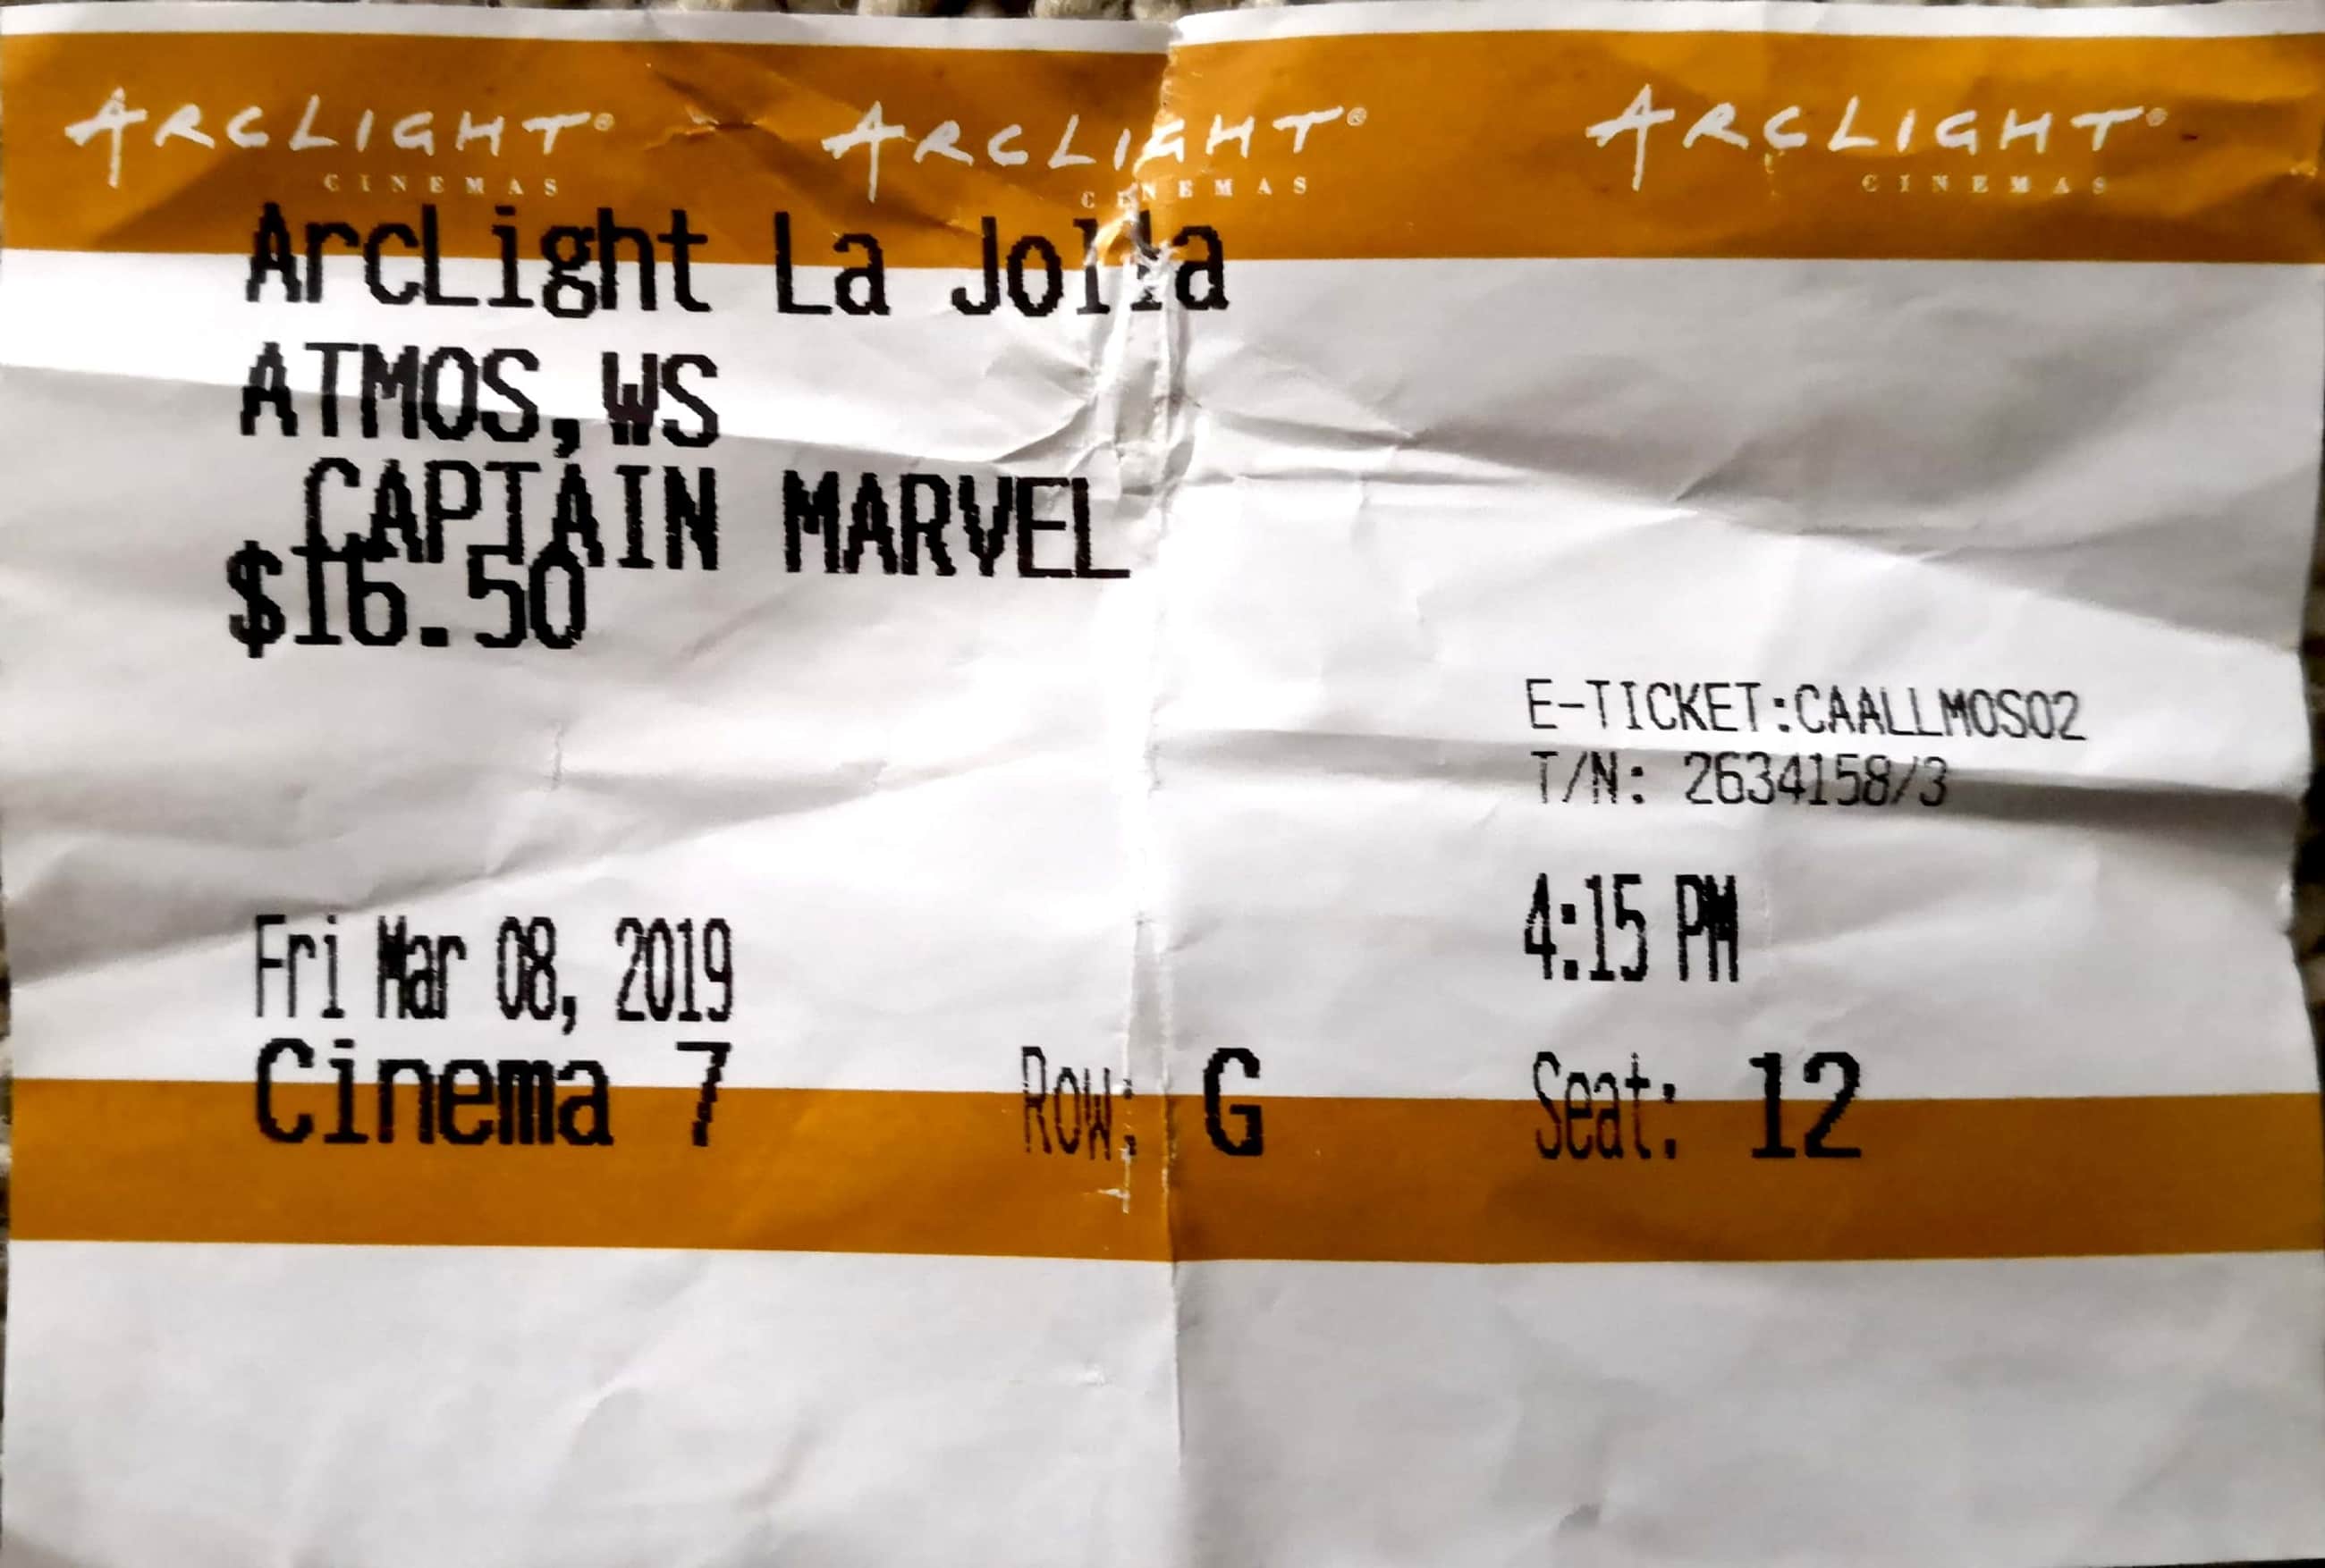 ARCLIGHT® ARCLIGHT® ARCLIGHT®
CINEMAS CINEMAS CINEMAS
ArcLight La Jolla
ATMOS,WS
CAPTAIN MARVEL
$16.50
E-TICKET:CAALLMOS02
T/N: 2634158/3
4:15 PM
Fri Mar 08, 2019
Cinema 7 Row: G Seat: 12